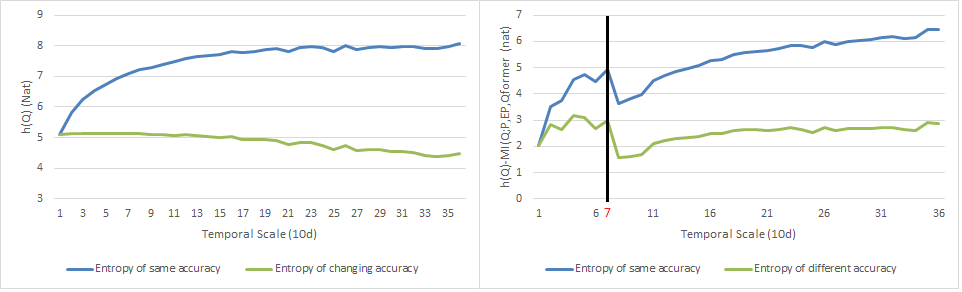 h(Q) (Nat)
8
7
6
5
4
3
1 3 5 7 9 11 13 15 17 19 21 23 25 27 29 31 33 35
Temporal Scale (10d)
Entropy of same accuracy Entropy of changing accuracy
h(Q)-MI(Q;P,EP,Qformer (nat)
7
6
5
4
3
2
1
0
1 6 7 11 16 21 26 31 36
Temporal Scale (10d)
Entropy of same accuracy Entropy of different accuracy